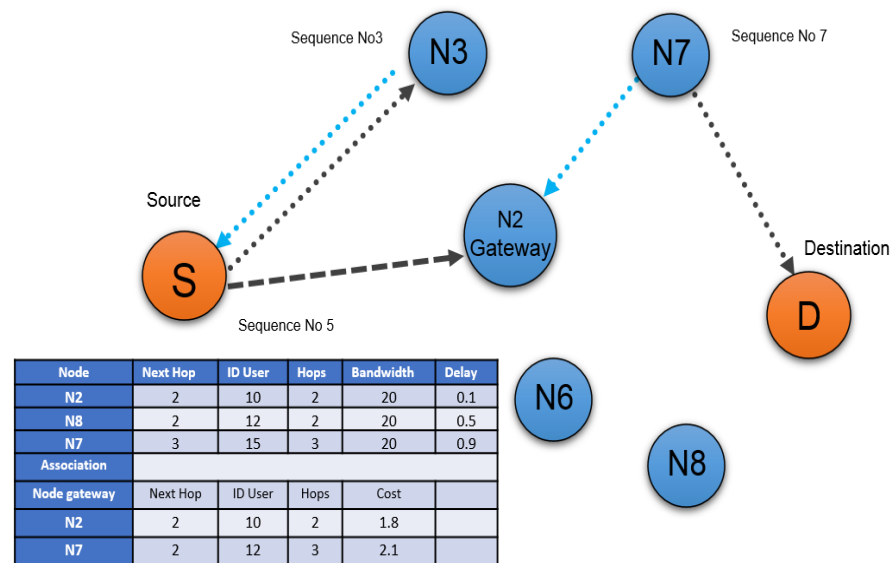 Sequence No3
N3
N7
Sequence No 7
Source
N2
Gateway
Destination
S
D
Sequence No 5
Node Next Hop ID User Hops Bandwidth Delay
N2 2 10 2 20 0.1
N8 2 12 2 20 0.5
N7 3 15 3 20 0.9
Association
Node gateway Next Hop ID User Hops Cost
N2 2 10 2 1.8
N7 2 12 3 2.1
N6
N8